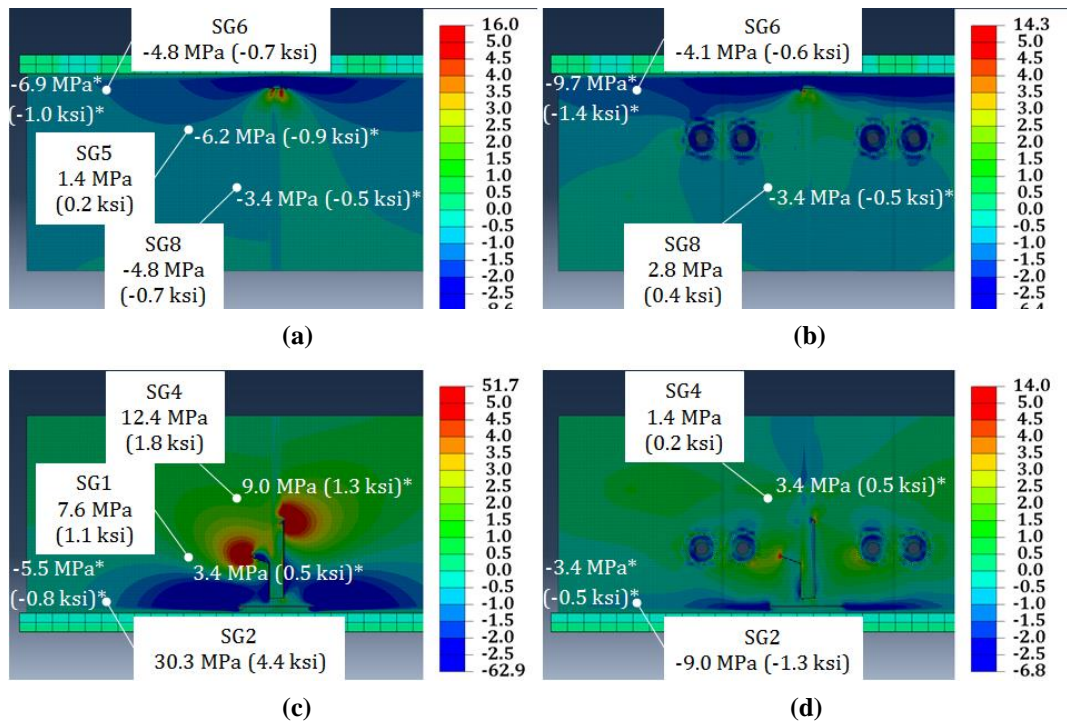 SG6
-4.8 MPa (-0.7 ksi)
-6.9 MPa*
(-1.0 ksi)*
-6.2 MPa (-0.9 ksi)*
SG5
1.4 MPa
(0.2 ksi)
-3.4 MPa (-0.5 ksi)*
SG8
-4.8 MPa
(-0.7 ksi)
16.0
5.0
4.5
4.0
3.5
3.0
2.5
2.0
1.5
1.0
0.5
0.0
-0.5
-1.0
-1.5
-2.0
-2.5
(a)
SG6
-4.1 MPa (-0.6 ksi)
-9.7 MPa*
(-1.4 ksi)*
-3.4 MPa (-0.5 ksi)*
SG8
2.8 MPa
(0.4 ksi)
14.3
5.0
4.5
4.0
3.5
3.0
2.5
2.0
1.5
1.0
0.5
0.0
-0.5
-1.0
-1.5
-2.0
-2.5
(b)
SG4
12.4 MPa
(1.8 ksi)
9.0 MPa (1.3 ksi)*
SG1
7.6 MPa
(1.1 ksi)
-5.5 MPa*
(-0.8 ksi)*
3.4 MPa (0.5 ksi)*
SG2
30.3 MPa (4.4 ksi)
51.7
5.0
4.5
4.0
3.5
3.0
2.5
2.0
1.5
1.0
0.5
0.0
-0.5
-1.0
-1.5
-2.0
-2.5
-62.9
(c)
SG4
1.4 MPa
(0.2 ksi)
3.4 MPa (0.5 ksi)*
-3.4 MPa*
(-0.5 ksi)*
SG2
-9.0 MPa (-1.3 ksi)
14.0
5.0
4.5
4.0
3.5
3.0
2.5
2.0
1.5
1.0
0.5
0.0
-0.5
-1.0
-1.5
-2.0
-2.5
-6.8
(d)